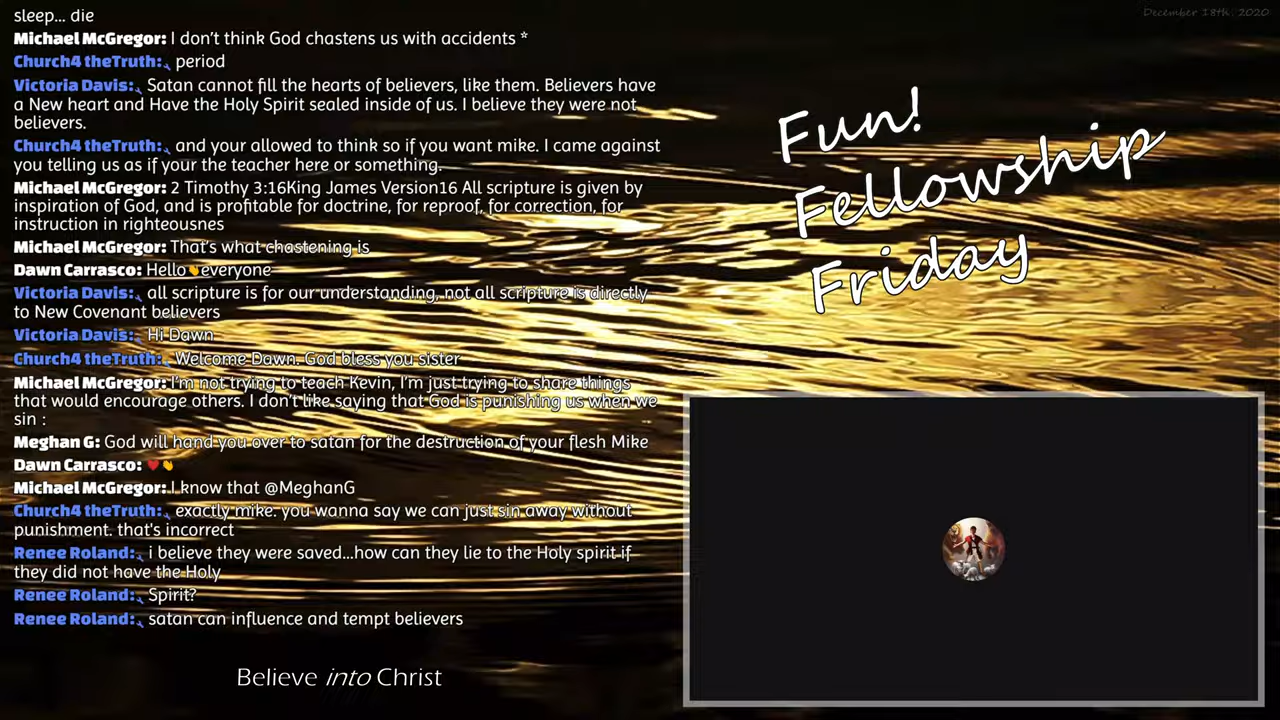 December 18th, 2020
sleep... die
Michael McGregor: I don't think God chastens us with accidents *
Church4 theTruth: period
Victoria Davis: Satan cannot fill the hearts of believers, like them. Believers have
a New heart and Have the Holy Spirit sealed inside of us. I believe they were not
believers.
Church4 theTruth: and your allowed to think so if you want mike. I came against
you telling us as if your the teacher here or something.
Michael McGregor: 2 Timothy 3:16King James Version16 All scripture is given by
inspiration of God, and is profitable for doctrine, for reproof, for correction, for
instruction in righteousnes
Michael McGregor: That's what chastening is
Dawn Carrasco: Hello👋everyone
Victoria Davis: all scripture is for our understanding, not all scripture is directly
to New Covenant believers
Victoria Davis: Hi Dawn
Church4 theTruth: Welcome Dawn. God bless you sister
Michael McGregor: I'm not trying to teach Kevin, I'm just trying to share things
that would encourage others. I don't like saying that God is punishing us when we
sin :
Meghan G: God will hand you over to satan for the destruction of your flesh Mike
Dawn Carrasco: ❤️👋
Michael McGregor: I know that @MeghanG
Church4 theTruth: exactly mike. you wanna say we can just sin away without
punishment. that's incorrect
Renee Roland: i believe they were saved...how can they lie to the Holy spirit if
they did not have the Holy
Renee Roland: Spirit?
Renee Roland: satan can influence and tempt believers
Believe into Christ
Fun!
Fellowship
Friday